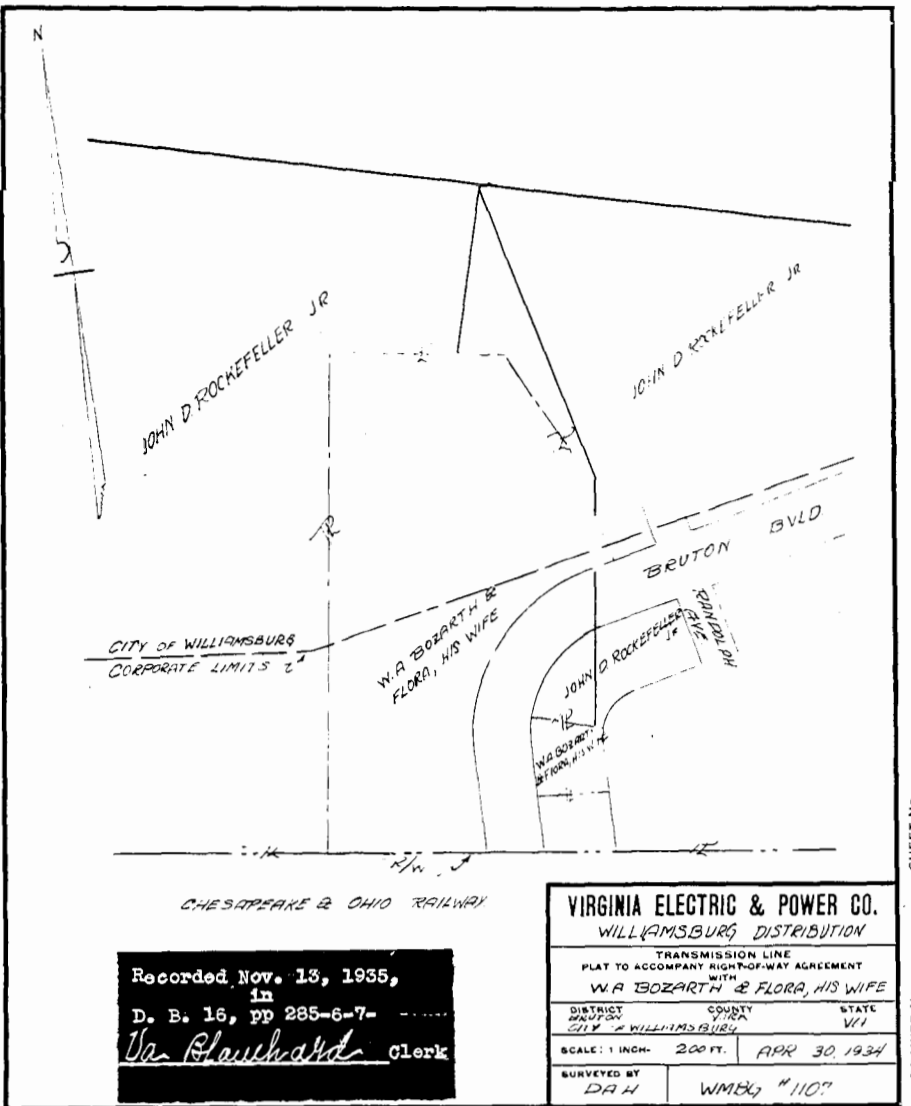 N
JOHN D ROCKEFELLER JR
JOHN D ROCKEFELLER JR
BRUTON BVLD
RANDOLPH
AVE
CITY OF WILLIAMSBURG
CORPORATE LIMITS
W.A BOZARTH &
FLORA, HIS WIFE
JOHN D ROCKEFELLER
JR
W.A BOZARTH
& FLORA, HIS WIFE
R/W
CHESAPEAKE & OHIO RAILWAY
Recorded Nov. 13, 1935,
in
D. B. 16, pp 285-6-7-
Va Blanchard Clerk
VIRGINIA ELECTRIC & POWER CO.
WILLIAMSBURG DISTRIBUTION
TRANSMISSION LINE
PLAT TO ACCOMPANY RIGHT-OF-WAY AGREEMENT
WITH
W.A BOZARTH & FLORA, HIS WIFE
DISTRICT COUNTY STATE
BRUTON YORK VA
CITY OF WILLIAMSBURG
SCALE: 1 INCH- 200 FT. APR 30, 1934
SURVEYED BY
DAH WMBG #1107